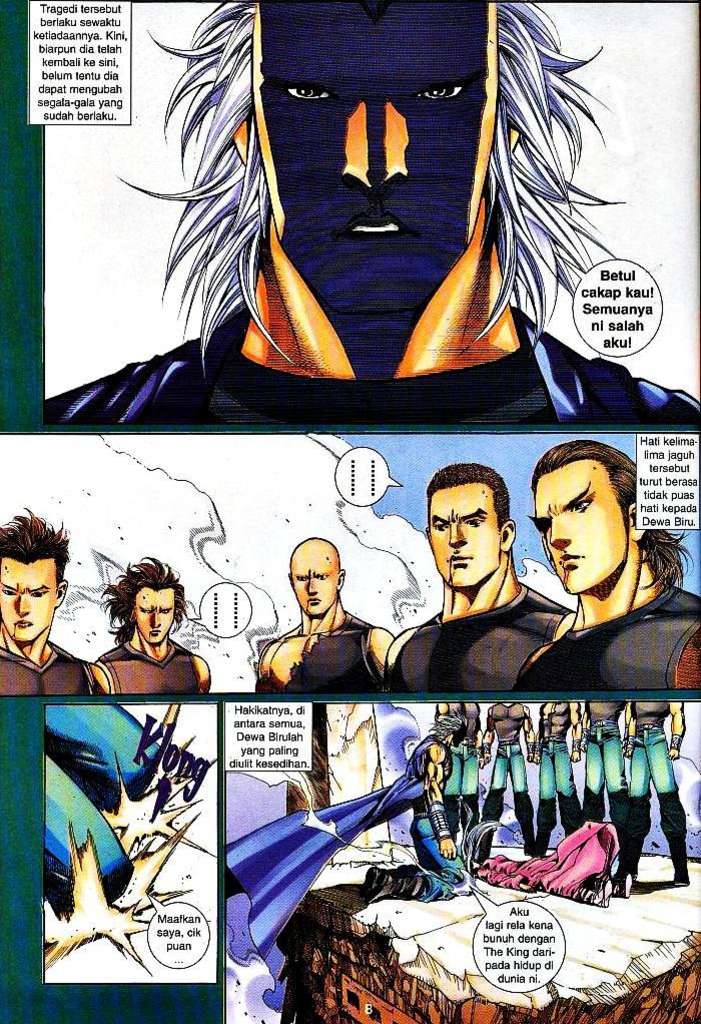 Tragedi tersebut
berlaku sewaktu
ketiadaannya. Kini,
biarpun dia telah
kembali ke sini,
belum tentu dia
dapat mengubah
segala-gala yang
sudah berlaku.
Betul
cakap kau!
Semuanya
ni salah
aku!
Hati kelima-
lima jaguh
tersebut
turut berasa
tidak puas
hati kepada
Dewa Biru.
Klong
!
Maafkan
saya, cik
puan
...
Hakikatnya, di
antara semua,
Dewa Birulah
yang paling
diulit kesedihan.
Aku
lagi rela kena
bunuh dengan
The King dari-
pada hidup di
dunia ni.
8